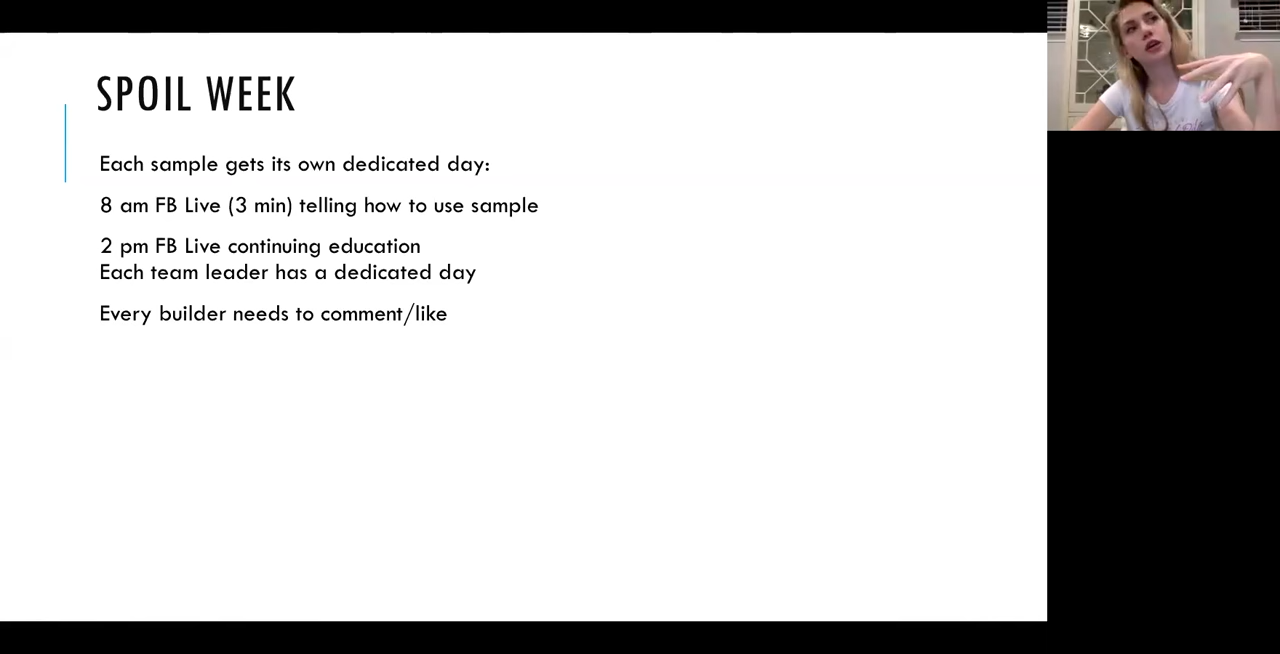 SPOIL WEEK
Each sample gets its own dedicated day:
8 am FB Live (3 min) telling how to use sample
2 pm FB Live continuing education
Each team leader has a dedicated day
Every builder needs to comment/like